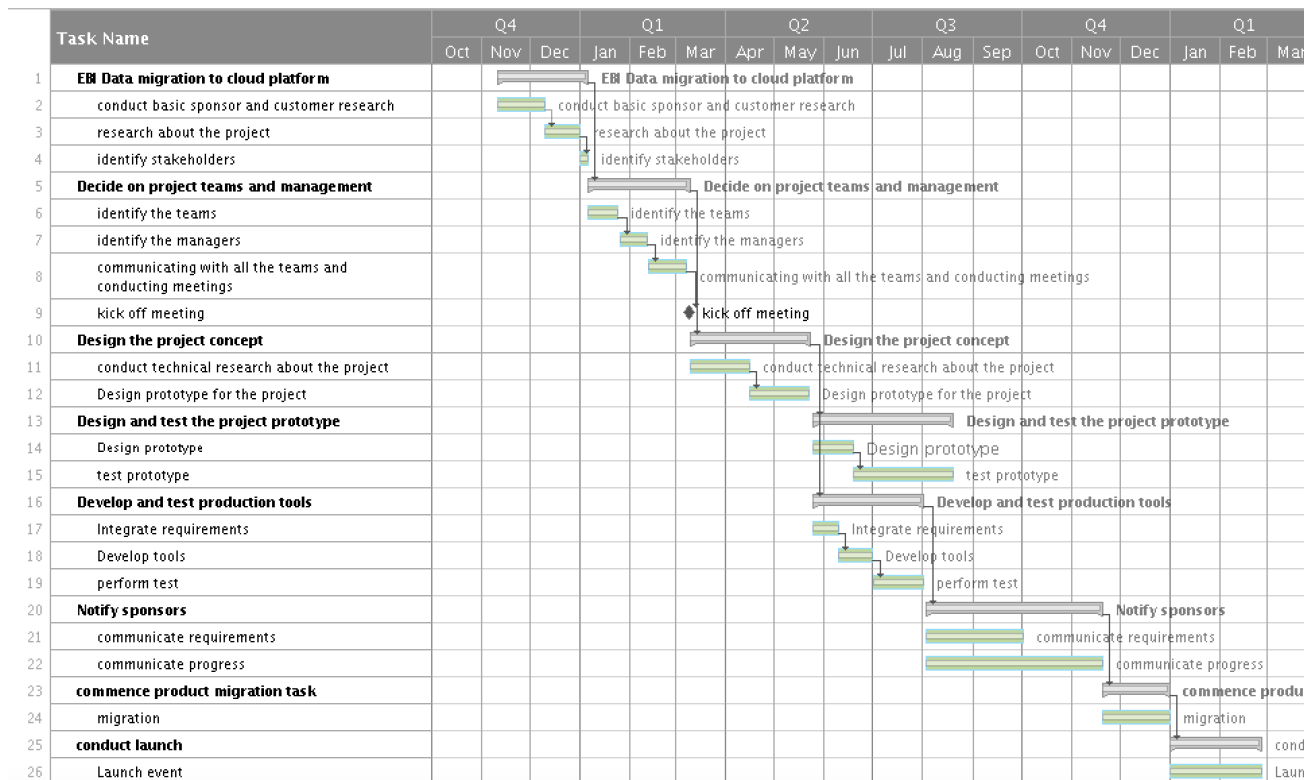 Task Name
Q4 Q1 Q2 Q3 Q4 Q1
Oct Nov Dec Jan Feb Mar Apr May Jun Jul Aug Sep Oct Nov Dec Jan Feb Mar
1 EBI Data migration to cloud platform EBI Data migration to cloud platform
2 conduct basic sponsor and customer research conduct basic sponsor and customer research
3 research about the project research about the project
4 identify stakeholders identify stakeholders
5 Decide on project teams and management Decide on project teams and management
6 identify the teams identify the teams
7 identify the managers identify the managers
8 communicating with all the teams and
conducting meetings communicating with all the teams and conducting meetings
9 kick off meeting kick off meeting
10 Design the project concept Design the project concept
11 conduct technical research about the project conduct technical research about the project
12 Design prototype for the project Design prototype for the project
13 Design and test the project prototype Design and test the project prototype
14 Design prototype Design prototype
15 test prototype test prototype
16 Develop and test production tools Develop and test production tools
17 Integrate requirements Integrate requirements
18 Develop tools Develop tools
19 perform test perform test
20 Notify sponsors Notify sponsors
21 communicate requirements communicate requirements
22 communicate progress communicate progress
23 commence product migration task commence produ
24 migration migration
25 conduct launch cond
26 Launch event Laun